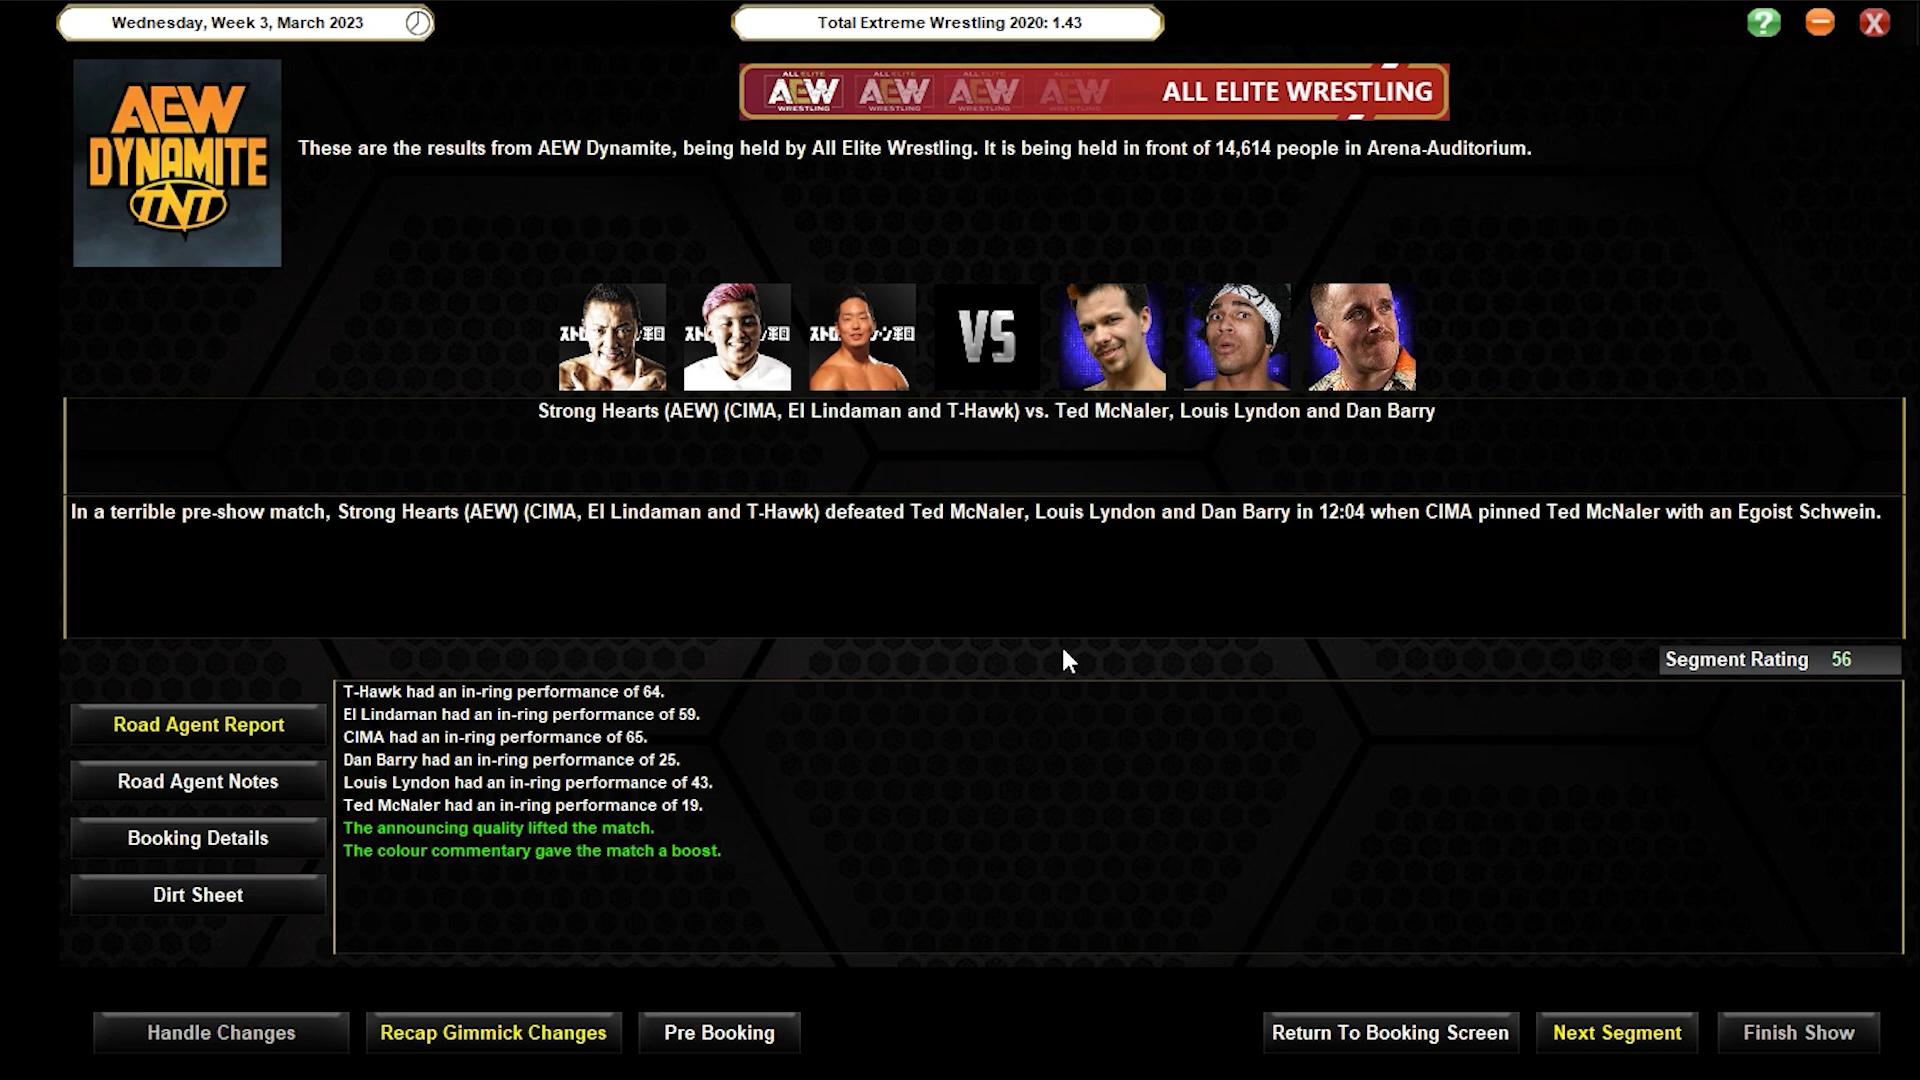 Wednesday, Week 3, March 2023
Total Extreme Wrestling 2020: 1.43
?
X
AEW
DYNAMITE
TNT
ALL ELITE
AEW
WRESTLING
ALL ELITE
AEW
WRESTLING
ALL ELITE
AEW
WRESTLING
AEW
ALL ELITE WRESTLING
These are the results from AEW Dynamite, being held by All Elite Wrestling. It is being held in front of 14,614 people in Arena-Auditorium.
VS
Strong Hearts (AEW) (CIMA, El Lindaman and T-Hawk) vs. Ted McNaler, Louis Lyndon and Dan Barry
In a terrible pre-show match, Strong Hearts (AEW) (CIMA, El Lindaman and T-Hawk) defeated Ted McNaler, Louis Lyndon and Dan Barry in 12:04 when CIMA pinned Ted McNaler with an Egoist Schwein.
Segment Rating 56
Road Agent Report
Road Agent Notes
Booking Details
Dirt Sheet
T-Hawk had an in-ring performance of 64.
El Lindaman had an in-ring performance of 59.
CIMA had an in-ring performance of 65.
Dan Barry had an in-ring performance of 25.
Louis Lyndon had an in-ring performance of 43.
Ted McNaler had an in-ring performance of 19.
The announcing quality lifted the match.
The colour commentary gave the match a boost.
Handle Changes
Recap Gimmick Changes
Pre Booking
Return To Booking Screen
Next Segment
Finish Show